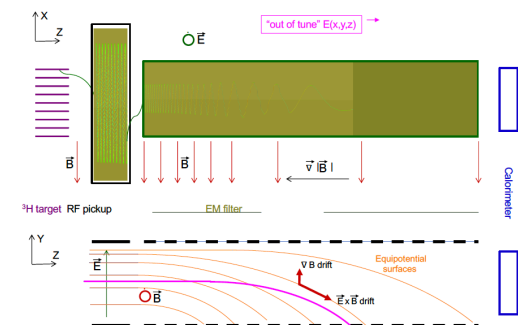 X
Z
E
"out of tune" E(x,y,z)
B
B
∇ |B|
³H target RF pickup
EM filter
Calorimeter
Y
Z
E
B
∇ B drift
E x B drift
Equipotential
surfaces